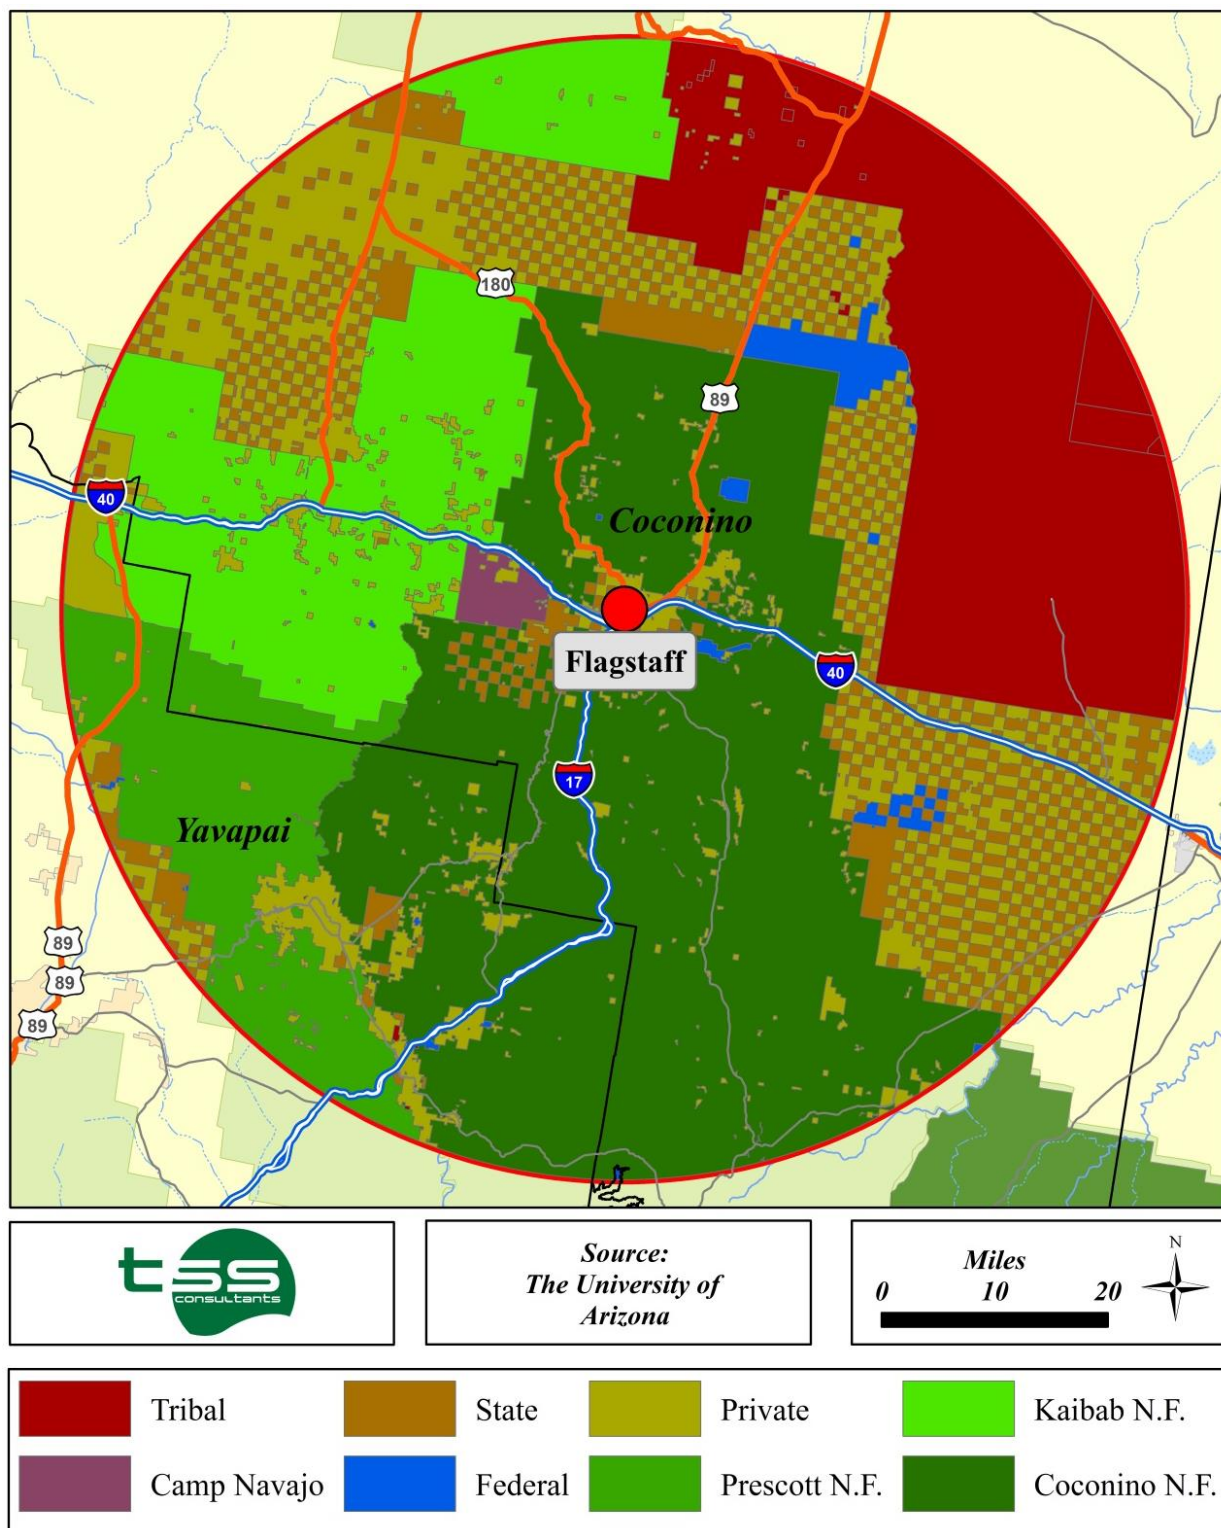 180
89
40
Coconino
Flagstaff
40
17
Yavapai
89
89
89
tss
consultants
Source:
The University of
Arizona
Miles
0 10 20
N
Tribal State Private Kaibab N.F.
Camp Navajo Federal Prescott N.F. Coconino N.F.